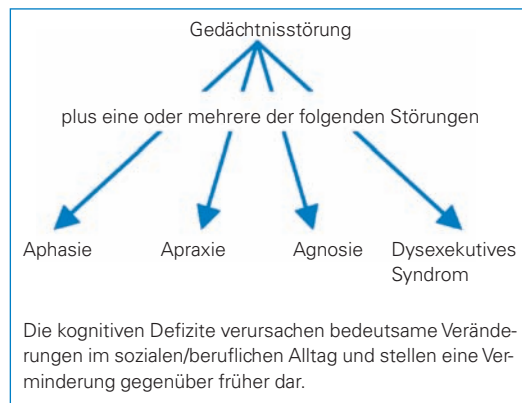 Gedächtnisstörung
plus eine oder mehrere der folgenden Störungen
Aphasie Apraxie Agnosie Dysexekutives
Syndrom
Die kognitiven Defizite verursachen bedeutsame Verände-
rungen im sozialen/beruflichen Alltag und stellen eine Ver-
minderung gegenüber früher dar.